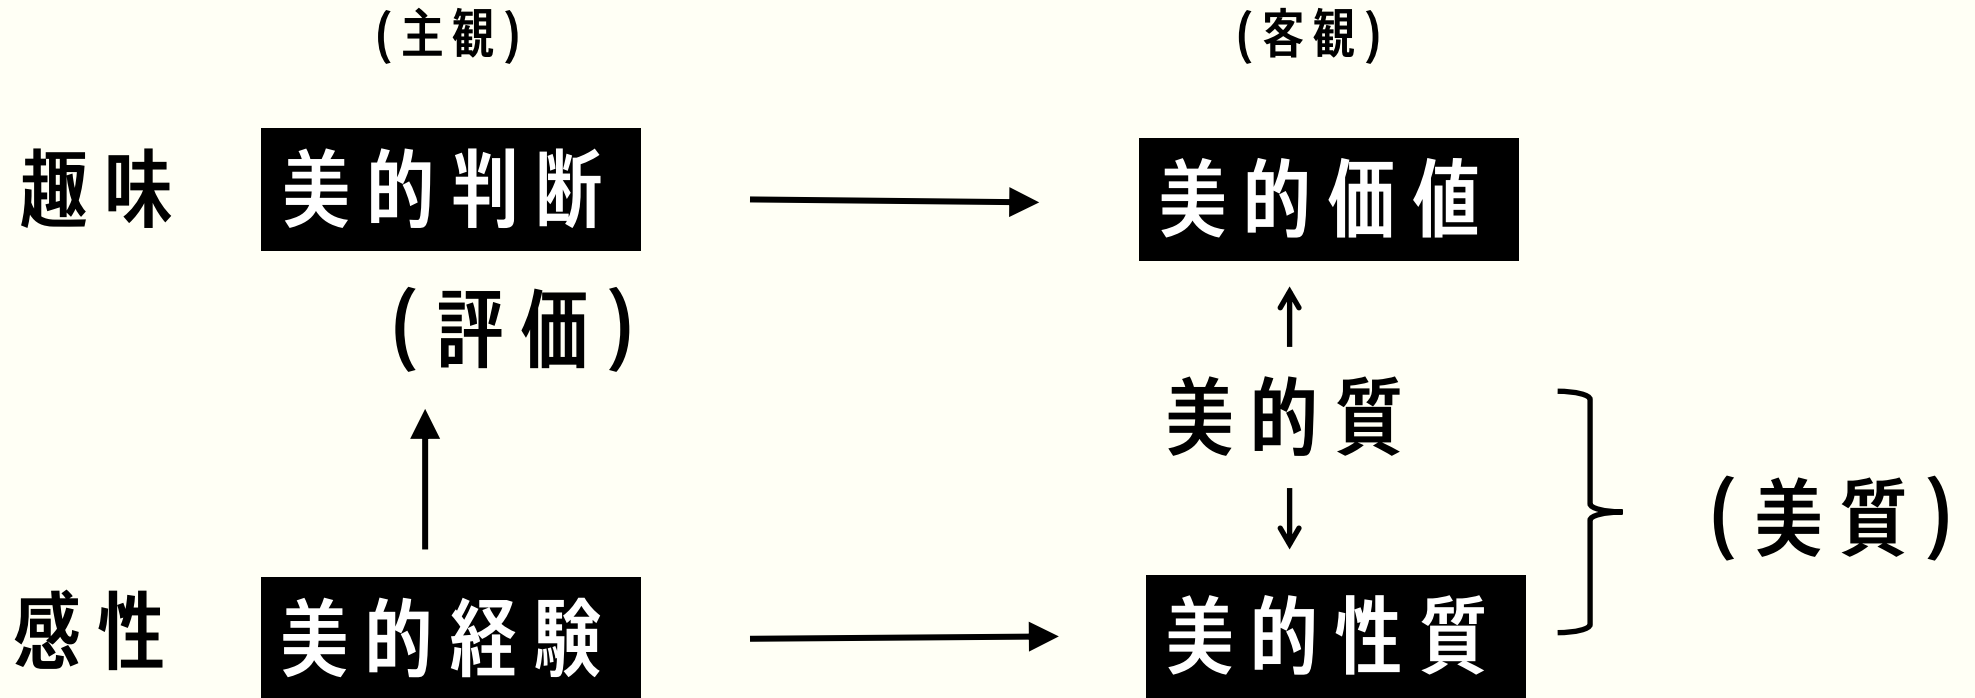 (主観) (客観)
趣味 美的判断 美的価値
(評価)
美的質
(美質)
感性 美的経験 美的性質